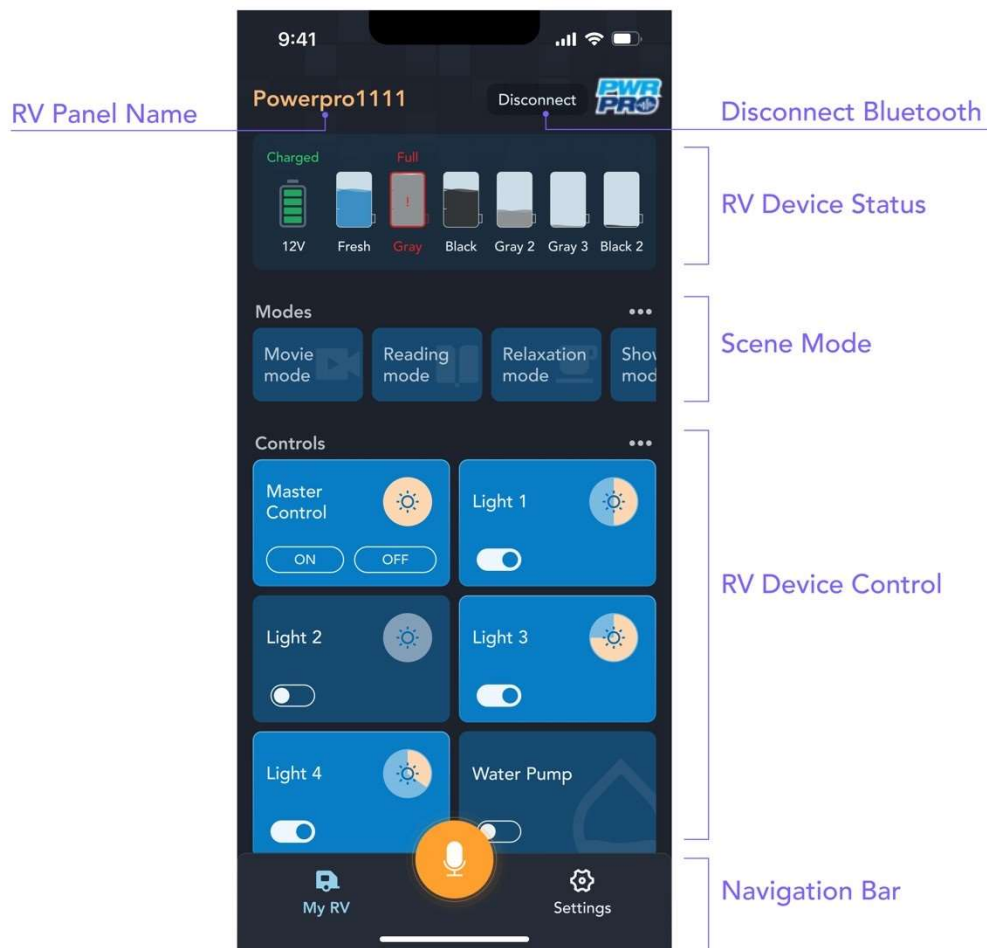 9:41
RV Panel Name
Powerpro1111
Disconnect
PWR
PRO
Disconnect Bluetooth
Charged
Full
!
12V
Fresh
Gray
Black
Gray 2
Gray 3
Black 2
RV Device Status
Modes
Movie
mode
Reading
mode
Relaxation
mode
Show
mod
Scene Mode
Controls
Master
Control
ON
OFF
Light 1
Light 2
Light 3
Light 4
Water Pump
RV Device Control
My RV
Settings
Navigation Bar